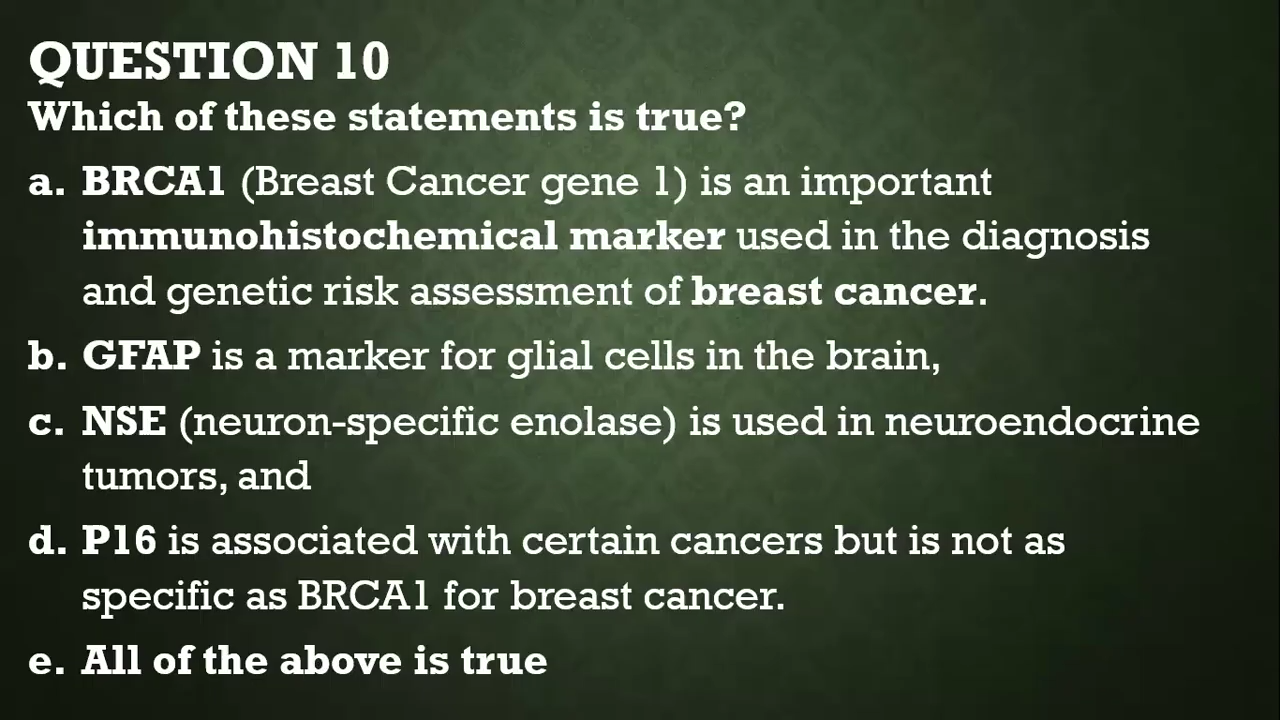 QUESTION 10
Which of these statements is true?
a. BRCA1 (Breast Cancer gene 1) is an important
immunohistochemical marker used in the diagnosis
and genetic risk assessment of breast cancer.
b. GFAP is a marker for glial cells in the brain,
c. NSE (neuron-specific enolase) is used in neuroendocrine
tumors, and
d. P16 is associated with certain cancers but is not as
specific as BRCA1 for breast cancer.
e. All of the above is true